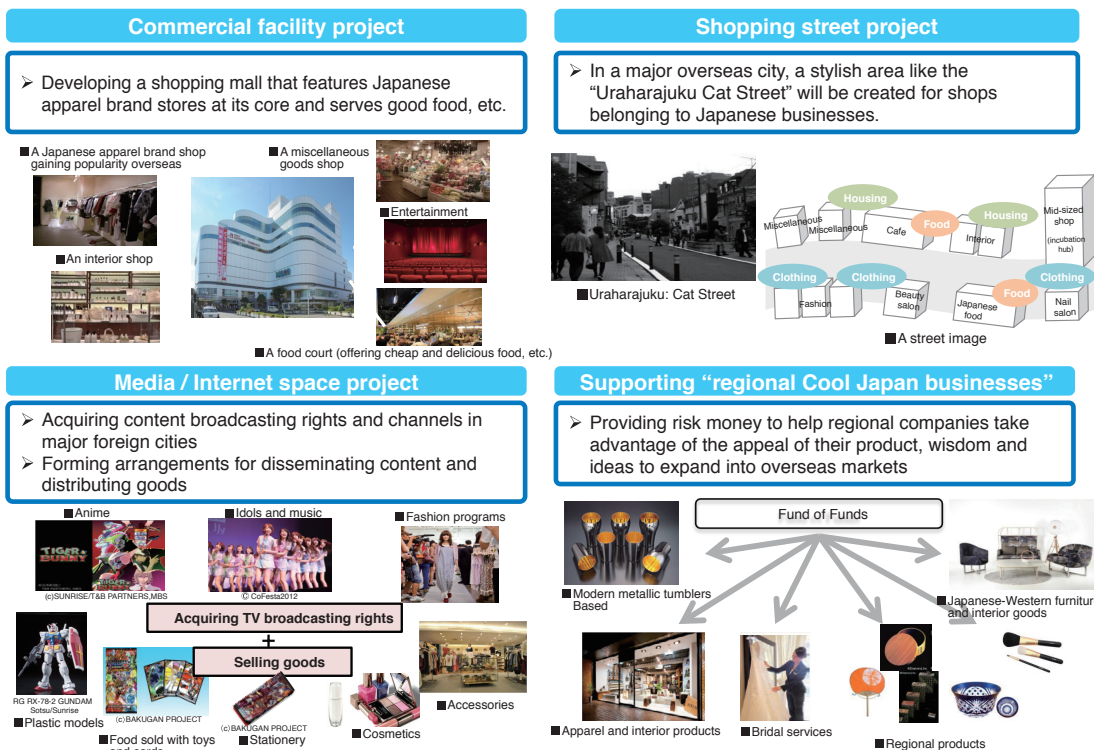 Commercial facility project
➢ Developing a shopping mall that features Japanese
apparel brand stores at its core and serves good food, etc.
■A Japanese apparel brand shop
gaining popularity overseas
■A miscellaneous
goods shop
■Entertainment
■An interior shop
■A food court (offering cheap and delicious food, etc.)
Shopping street project
➢ In a major overseas city, a stylish area like the
“Uraharajuku Cat Street” will be created for shops
belonging to Japanese businesses.
■Uraharajuku: Cat Street
Housing
Miscellaneous
Miscellaneous
Cafe
Food
Interior
Housing
Mid-sized
shop
(incubation
hub)
Clothing
Fashion
Clothing
Beauty
salon
Japanese
food
Food
Clothing
Nail
salon
■A street image
Media / Internet space project
➢ Acquiring content broadcasting rights and channels in
major foreign cities
➢ Forming arrangements for disseminating content and
distributing goods
■Anime
TIGER &
BUNNY
(c)SUNRISE/T&B PARTNERS,MBS
■Idols and music
© CoFesta2012
■Fashion programs
Acquiring TV broadcasting rights
+
Selling goods
RG RX-78-2 GUNDAM
Sotsu/Sunrise
■Plastic models
(c)BAKUGAN PROJECT
■Food sold with toys
and cards
(c)BAKUGAN PROJECT
■Stationery
■Cosmetics
■Accessories
Supporting “regional Cool Japan businesses”
➢ Providing risk money to help regional companies take
advantage of the appeal of their product, wisdom and
ideas to expand into overseas markets
Fund of Funds
■Modern metallic tumblers
Based
■Japanese-Western furnitur
and interior goods
■Apparel and interior products
■Bridal services
■Regional products